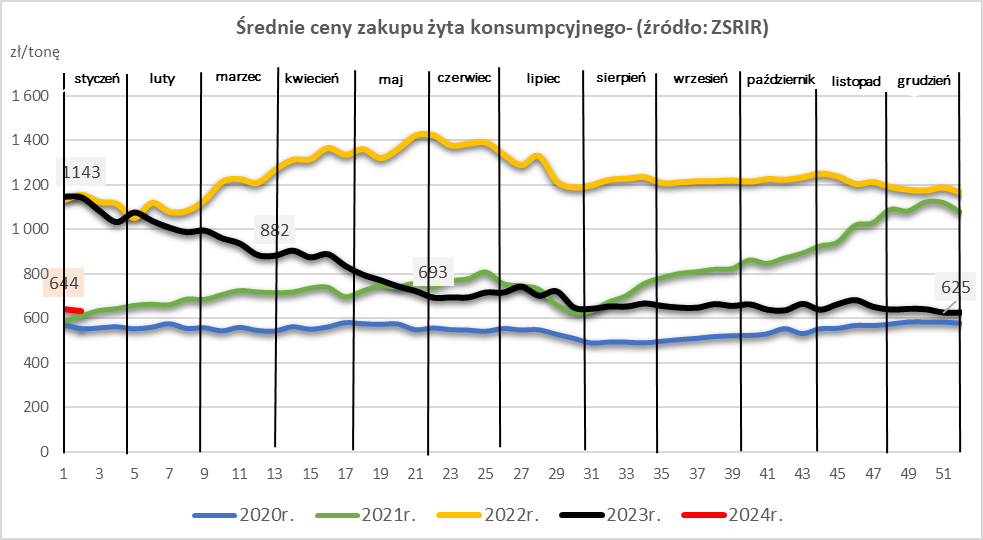 Średnie ceny zakupu żyta konsumpcyjnego- (źródło: ZSRIR)
zł/tonę
styczeń luty marzec kwiecień maj czerwiec lipiec sierpień wrzesień październik listopad grudzień
1 600
1 400
1 200
1 000
800
600
400
200
0
1143
882
693
644
625
1 3 5 7 9 11 13 15 17 19 21 23 25 27 29 31 33 35 37 39 41 43 45 47 49 51
2020r. 2021r. 2022r. 2023r. 2024r.